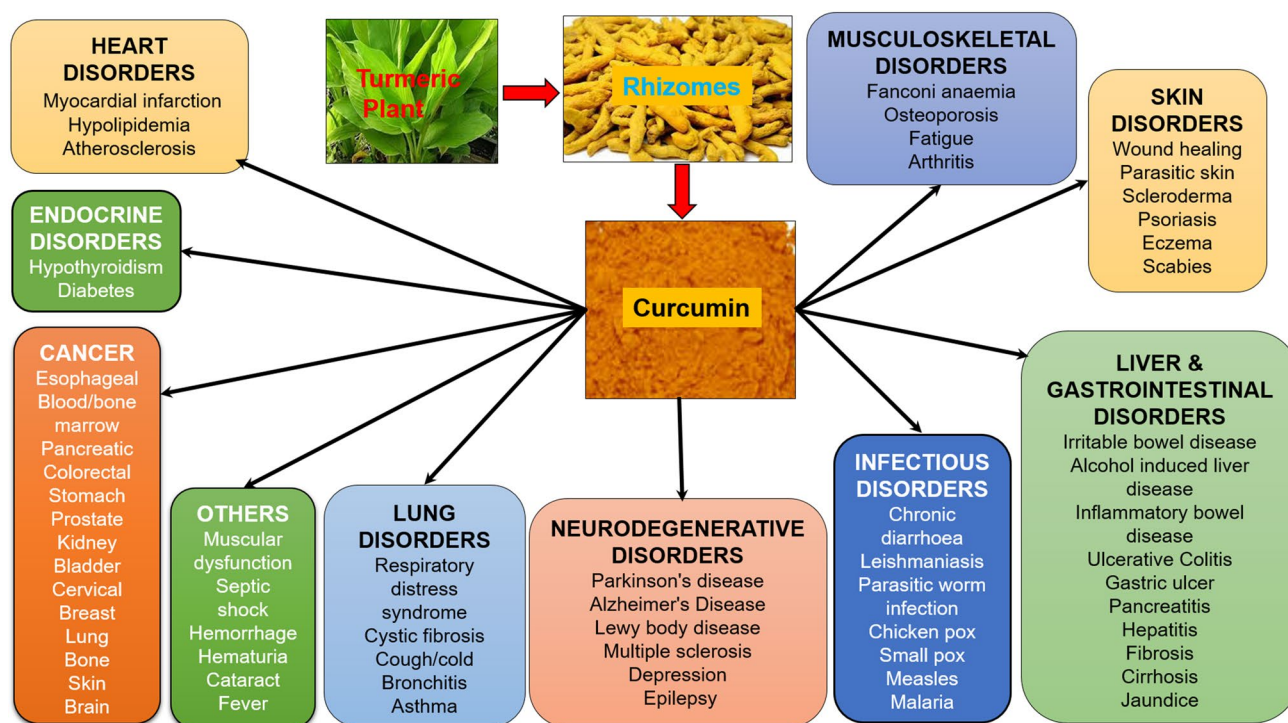 HEART
DISORDERS
Myocardial infarction
Hypolipidemia
Atherosclerosis
Turmeric
Plant
Rhizomes
MUSCULOSKELETAL
DISORDERS
Fanconi anaemia
Osteoporosis
Fatigue
Arthritis
SKIN
DISORDERS
Wound healing
Parasitic skin
Scleroderma
Psoriasis
Eczema
Scabies
ENDOCRINE
DISORDERS
Hypothyroidism
Diabetes
Curcumin
CANCER
Esophageal
Blood/bone
marrow
Pancreatic
Colorectal
Stomach
Prostate
Kidney
Bladder
Cervical
Breast
Lung
Bone
Skin
Brain
OTHERS
Muscular
dysfunction
Septic
shock
Hemorrhage
Hematuria
Cataract
Fever
LUNG
DISORDERS
Respiratory
distress
syndrome
Cystic fibrosis
Cough/cold
Bronchitis
Asthma
NEURODEGENERATIVE
DISORDERS
Parkinson's disease
Alzheimer's Disease
Lewy body disease
Multiple sclerosis
Depression
Epilepsy
INFECTIOUS
DISORDERS
Chronic
diarrhoea
Leishmaniasis
Parasitic worm
infection
Chicken pox
Small pox
Measles
Malaria
LIVER &
GASTROINTESTINAL
DISORDERS
Irritable bowel disease
Alcohol induced liver
disease
Inflammatory bowel
disease
Ulcerative Colitis
Gastric ulcer
Pancreatitis
Hepatitis
Fibrosis
Cirrhosis
Jaundice